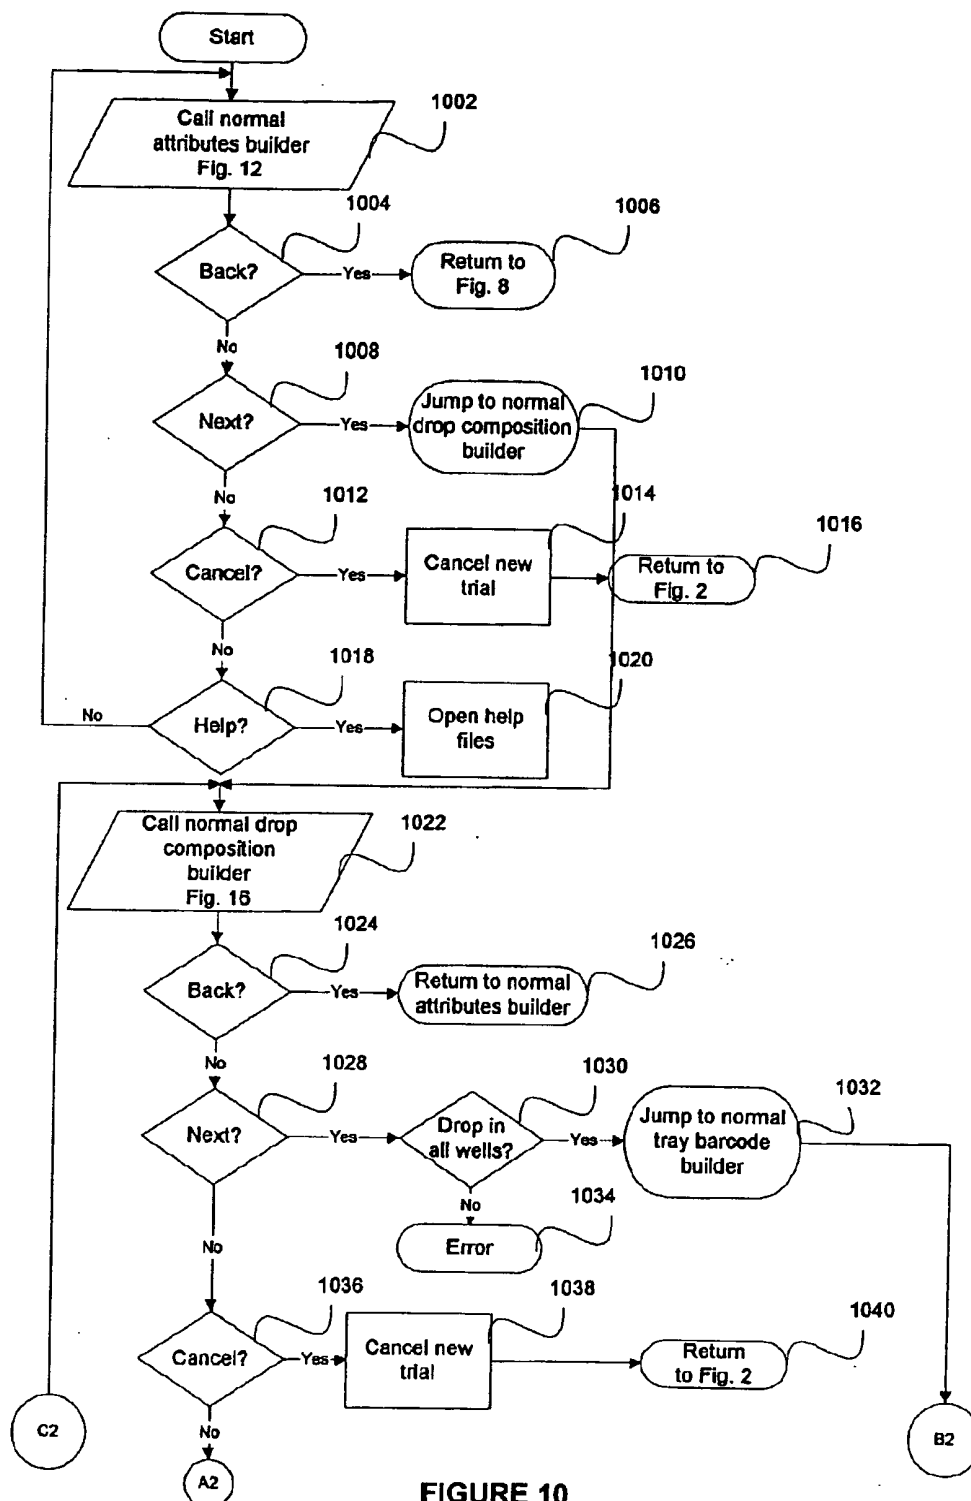 Start
Call normal
attributes builder
Fig. 12
1002
1004
1006
Back?
Yes
Return to
Fig. 8
No
1008
1010
Next?
Yes
Jump to normal
drop composition
builder
No
1012
1014
1016
Cancel?
Yes
Cancel new
trial
Return to
Fig. 2
No
1018
1020
No
Help?
Yes
Open help
files
Call normal drop
composition
builder
Fig. 16
1022
1024
1026
Back?
Yes
Return to normal
attributes builder
No
1028
1030
1032
Next?
Yes
Drop in
all wells?
Yes
Jump to normal
tray barcode
builder
No
1034
Error
No
1036
1038
1040
Cancel?
Yes
Cancel new
trial
Return
to Fig. 2
No
C2
A2
B2
FIGURE 10